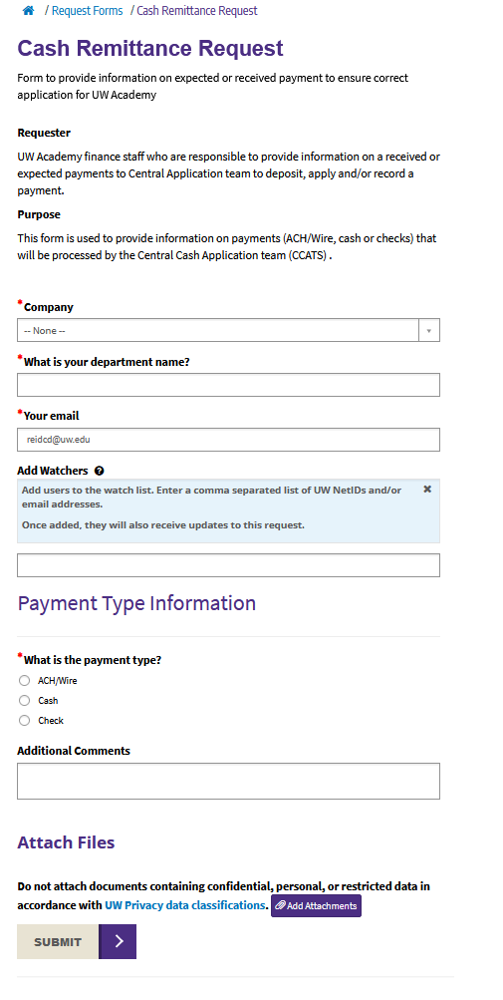 / Request Forms / Cash Remittance Request
Cash Remittance Request
Form to provide information on expected or received payment to ensure correct
application for UW Academy
Requester
UW Academy finance staff who are responsible to provide information on a received or
expected payments to Central Application team to deposit, apply and/or record a
payment.
Purpose
This form is used to provide information on payments (ACH/Wire, cash or checks) that
will be processed by the Central Cash Application team (CCATS) .
*Company
-- None --
*What is your department name?
*Your email
reidcd@uw.edu
Add Watchers ?
Add users to the watch list. Enter a comma separated list of UW NetIDs and/or
email addresses.
Once added, they will also receive updates to this request.
Payment Type Information
*What is the payment type?
ACH/Wire
Cash
Check
Additional Comments
Attach Files
Do not attach documents containing confidential, personal, or restricted data in
accordance with UW Privacy data classifications. Add Attachments
SUBMIT